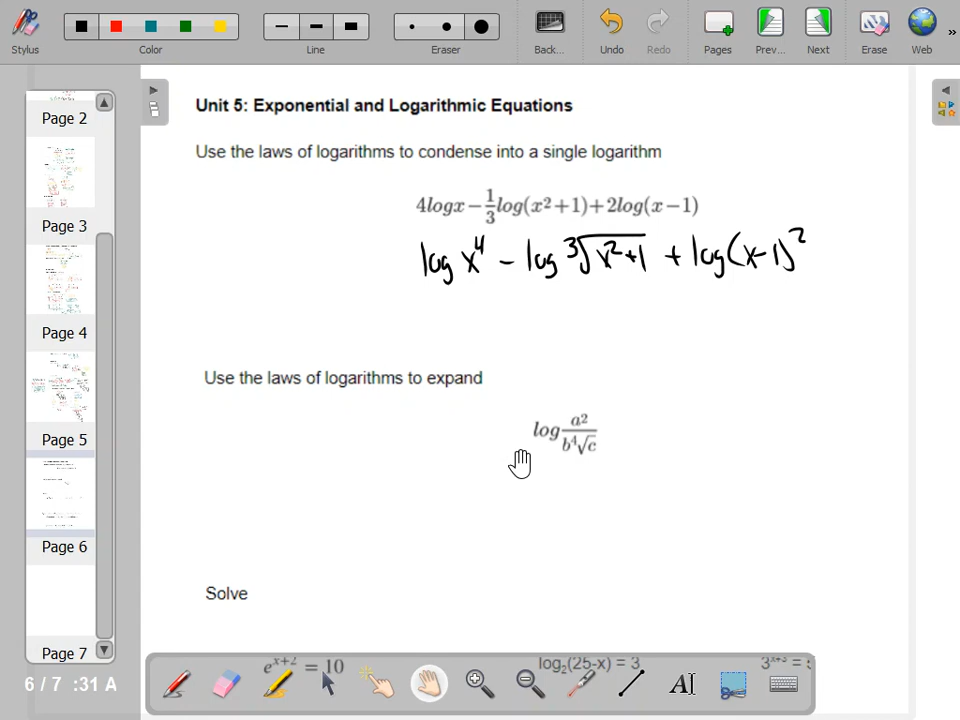 Stylus Color Line Eraser Back... Undo Redo Pages Prev... Next Erase Web »
Page 2
Page 3
Page 4
Page 5
Page 6
Page 7
6/7 :31 A
Unit 5: Exponential and Logarithmic Equations
Use the laws of logarithms to condense into a single logarithm
4logx − 1/3 log(x²+1)+2log(x−1)
log x⁴ − log ³√x²+1 + log(x−1)²
Use the laws of logarithms to expand
log a²/b⁴√c
Solve
eˣ⁺² = 10
log₂(25-x) = 3
A